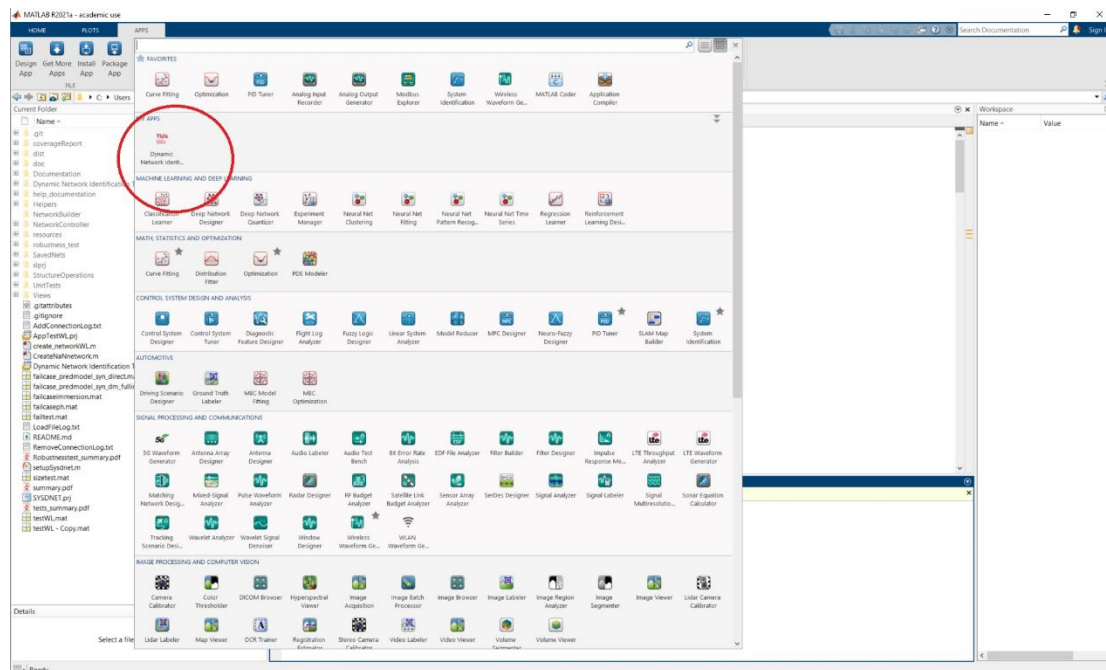 MATLAB R2021a - academic use
HOME PLOTS APPS
Search Documentation
Sign
Design App
Get More Apps
Install App
Package App
FILE
C: Users
Current Folder
Name
.git
coverageReport
dist
doc
Documentation
Dynamic Network Identification T
help_documentation
Helpers
NetworkBuilder
NetworkController
resources
robustness_test
SavedNets
slprj
StructureOperations
UnitTests
Views
.gitattributes
.gitignore
AddConnectionLog.txt
AppTestWL.prj
create_networkWL.m
CreateNaNnetwork.m
Dynamic Network Identification T
failcase_predmodel_syn_direct.m
failcase_predmodel_syn_dm_fulli
failcaseimmersion.mat
failcaseph.mat
failtest.mat
LoadFileLog.txt
README.md
RemoveConnectionLog.txt
Robustnesstest_summary.pdf
setupSysdnet.m
sizetest.mat
summary.pdf
SYSDNET.prj
tests_summary.pdf
testWL.mat
testWL - Copy.mat
Details
Select a file
Ready
FAVORITES
Curve Fitting
Optimization
PID Tuner
Analog Input Recorder
Analog Output Generator
Modbus Explorer
System Identification
Wireless Waveform Ge...
MATLAB Coder
Application Compiler
MY APPS
TU/e
Dynamic Network Identi...
MACHINE LEARNING AND DEEP LEARNING
Classification Learner
Deep Network Designer
Deep Network Quantizer
Experiment Manager
Neural Net Clustering
Neural Net Fitting
Neural Net Pattern Recog...
Neural Net Time Series
Regression Learner
Reinforcement Learning Desi...
MATH, STATISTICS AND OPTIMIZATION
Curve Fitting
Distribution Fitter
Optimization
PDE Modeler
CONTROL SYSTEM DESIGN AND ANALYSIS
Control System Designer
Control System Tuner
Diagnostic Feature Designer
Flight Log Analyzer
Fuzzy Logic Designer
Linear System Analyzer
Model Reducer
MPC Designer
Neuro-Fuzzy Designer
PID Tuner
SLAM Map Builder
System Identification
AUTOMOTIVE
Driving Scenario Designer
Ground Truth Labeler
MBC Model Fitting
MBC Optimization
SIGNAL PROCESSING AND COMMUNICATIONS
5G Waveform Generator
Antenna Array Designer
Antenna Designer
Audio Labeler
Audio Test Bench
Bit Error Rate Analysis
EDF File Analyzer
Filter Builder
Filter Designer
Impulse Response Me...
LTE Throughput Analyzer
LTE Waveform Generator
Matching Network Desig...
Mixed-Signal Analyzer
Pulse Waveform Analyzer
Radar Designer
RF Budget Analyzer
Satellite Link Budget Analyzer
Sensor Array Analyzer
SerDes Designer
Signal Analyzer
Signal Labeler
Signal Multiresolutio...
Sonar Equation Calculator
Tracking Scenario Desi...
Wavelet Analyzer
Wavelet Signal Denoiser
Window Designer
Wireless Waveform Ge...
WLAN Waveform Ge...
IMAGE PROCESSING AND COMPUTER VISION
Camera Calibrator
Color Thresholder
DICOM Browser
Hyperspectral Viewer
Image Acquisition
Image Batch Processor
Image Browser
Image Labeler
Image Region Analyzer
Image Segmenter
Image Viewer
Lidar Camera Calibrator
Lidar Labeler
Map Viewer
OCR Trainer
Registration Estimator
Stereo Camera Calibrator
Video Labeler
Video Viewer
Volume Segmenter
Volume Viewer
Workspace
Name Value